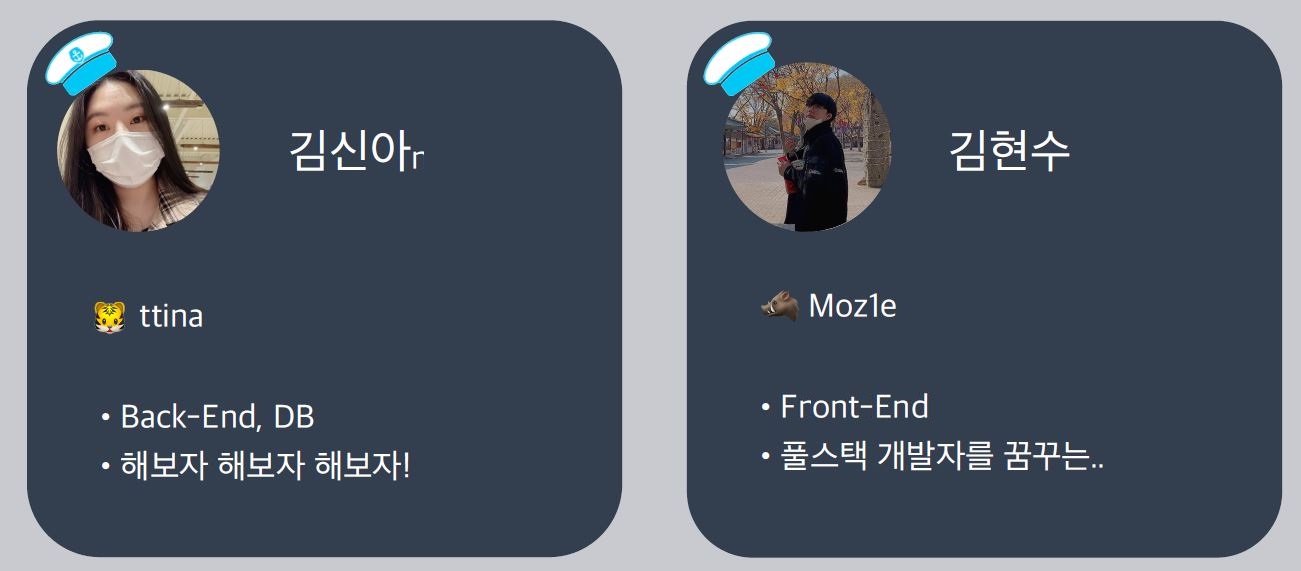 김신아r
🐯 ttina
• Back-End, DB
• 해보자 해보자 해보자!
김현수
🐗 Moz1e
• Front-End
• 풀스택 개발자를 꿈꾸는..